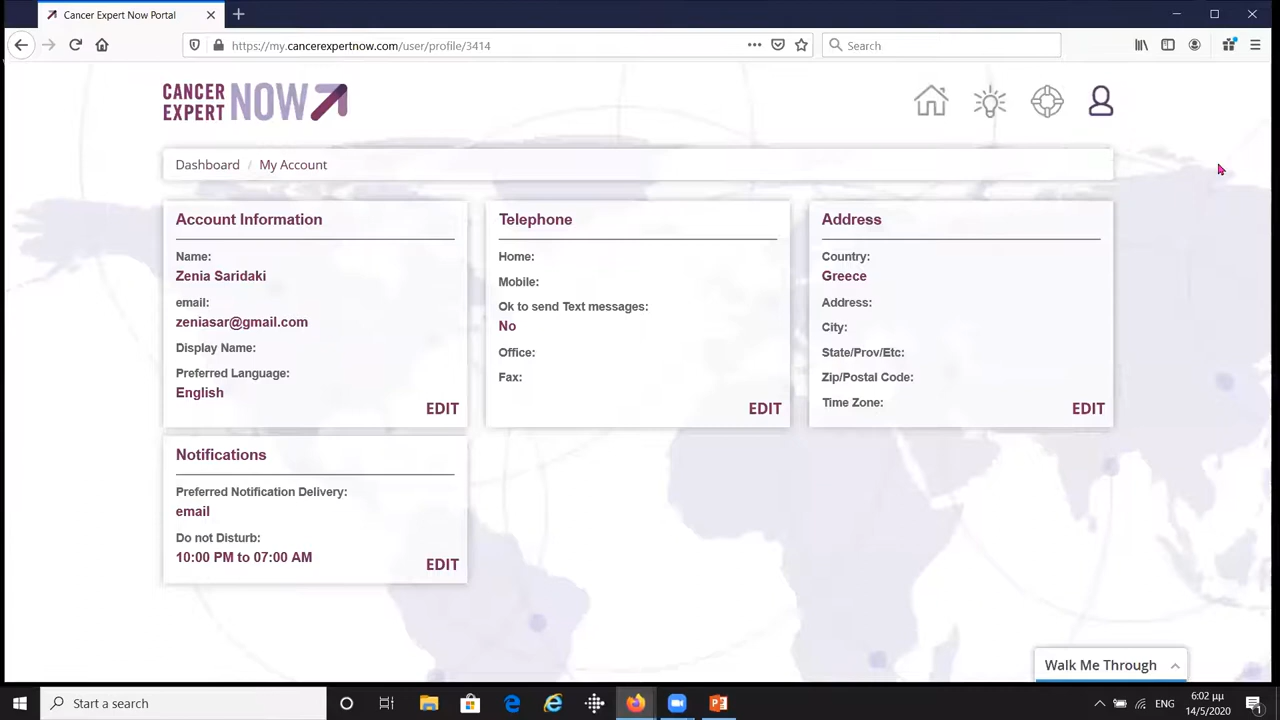 Cancer Expert Now Portal
https://my.cancerexpertnow.com/user/profile/3414
Search
CANCER EXPERT NOW
Dashboard / My Account
Account Information
Name:
Zenia Saridaki
email:
zeniasar@gmail.com
Display Name:
Preferred Language:
English
EDIT
Telephone
Home:
Mobile:
Ok to send Text messages:
No
Office:
Fax:
EDIT
Address
Country:
Greece
Address:
City:
State/Prov/Etc:
Zip/Postal Code:
Time Zone:
EDIT
Notifications
Preferred Notification Delivery:
email
Do not Disturb:
10:00 PM to 07:00 AM
EDIT
Walk Me Through
Start a search
ENG
6:02 μμ
14/5/2020
1